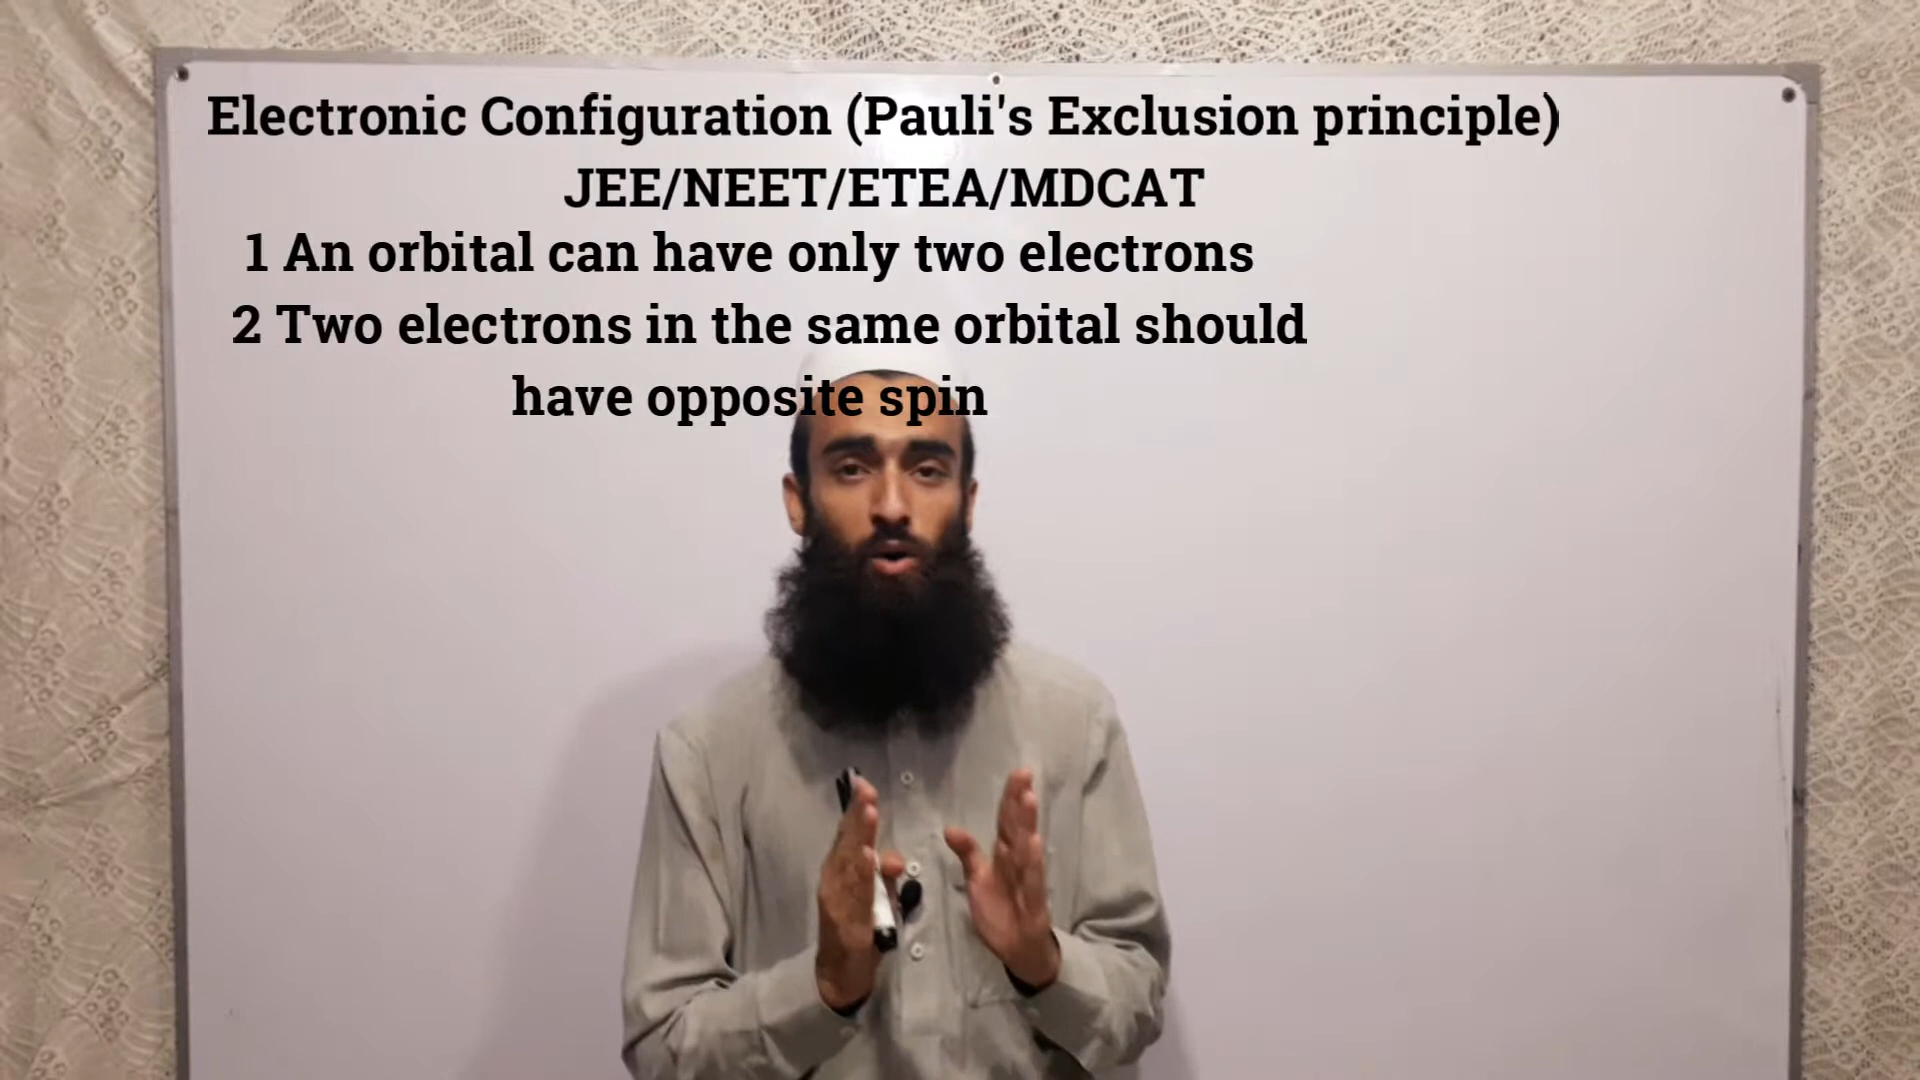 Electronic Configuration (Pauli's Exclusion principle)
JEE/NEET/ETEA/MDCAT
1 An orbital can have only two electrons
2 Two electrons in the same orbital should
have opposite spin